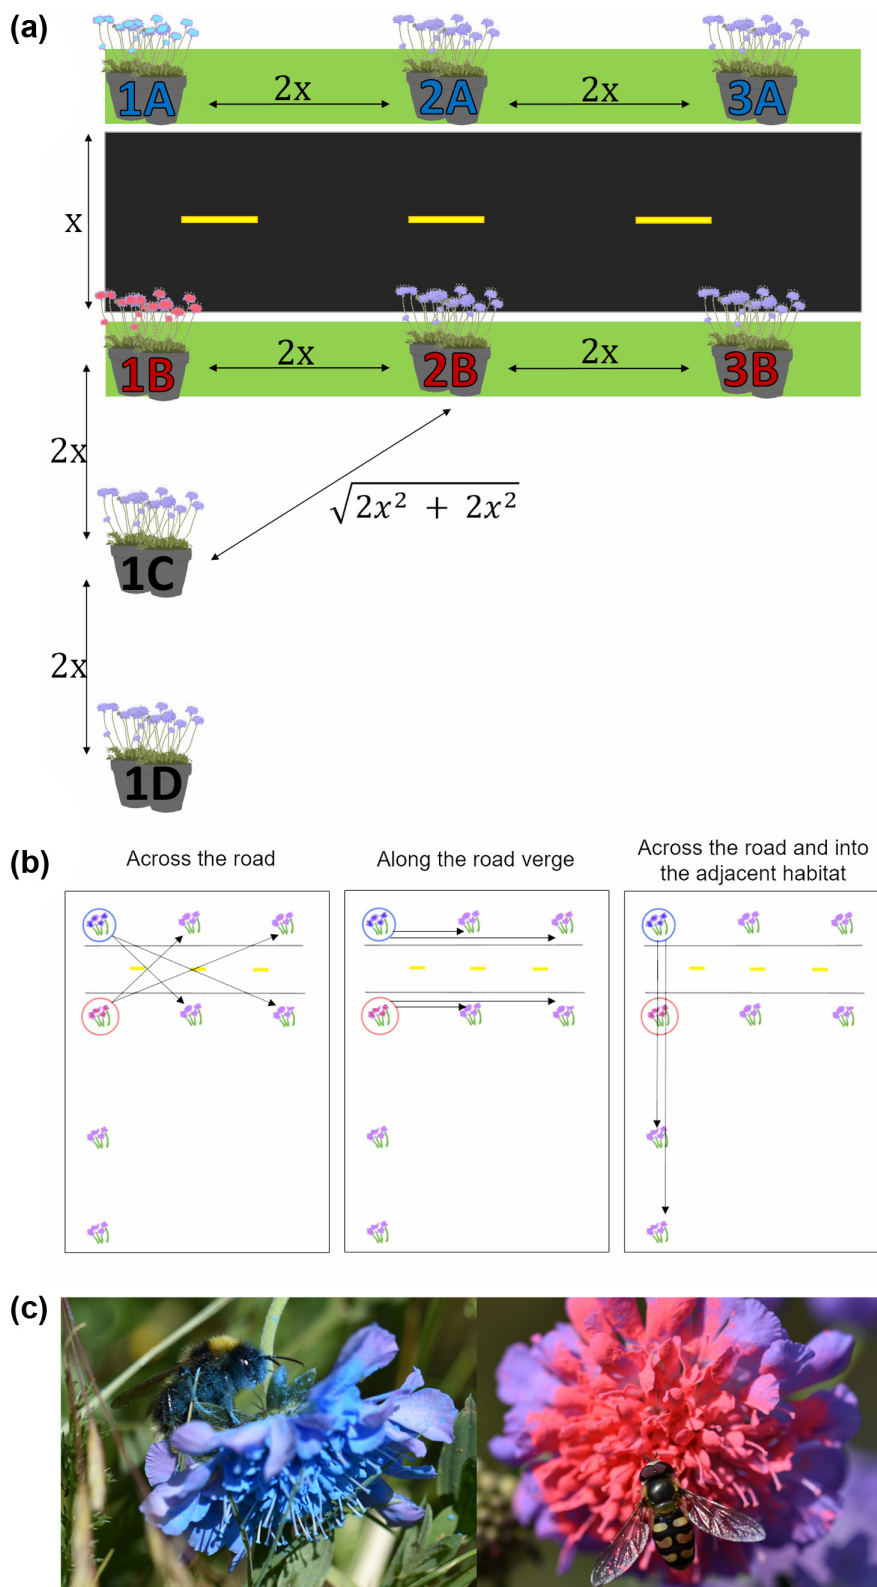 (a)
1A
2x
2A
2x
3A
x
1B
2x
2B
2x
3B
2x
√2x² + 2x²
1C
2x
1D
(b)
Across the road
Along the road verge
Across the road and into
the adjacent habitat
(c)